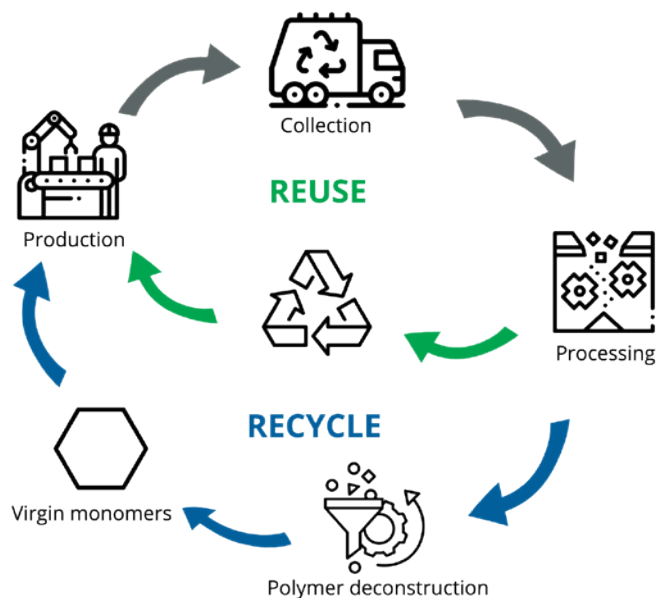 Collection
REUSE
Production
Processing
RECYCLE
Virgin monomers
Polymer deconstruction